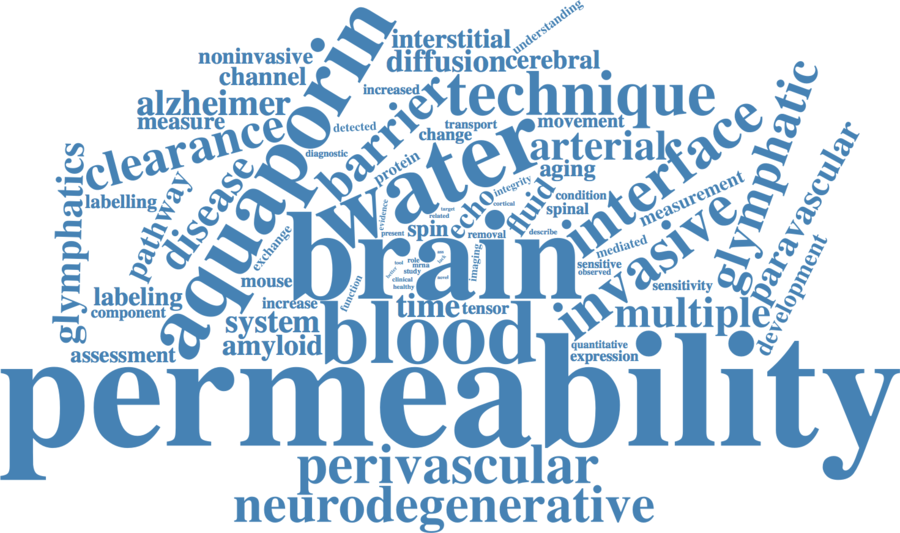 understanding
interstitial
noninvasive
diffusion
cerebral
channel
aquaporin
increased
barrier
technique
alzheimer
measure
detected
transport
movement
change
clearance
water
arterial
interface
glymphatic
diagnostic
protein
aging
paravascular
glymphatics
disease
pathway
labelling
integrity
condition
measurement
echo
fluid
spinal
cortical
target
related
evidence
spin
removal
describe
present
exchange
brain
mediated
invasive
sensitive
observed
imaging
mouse
role
mrna
study
clinical
healthy
function
sensitivity
development
labeling
component
increase
time
tensor
multiple
system
blood
amyloid
assessment
quantitative
expression
permeability
perivascular
neurodegenerative